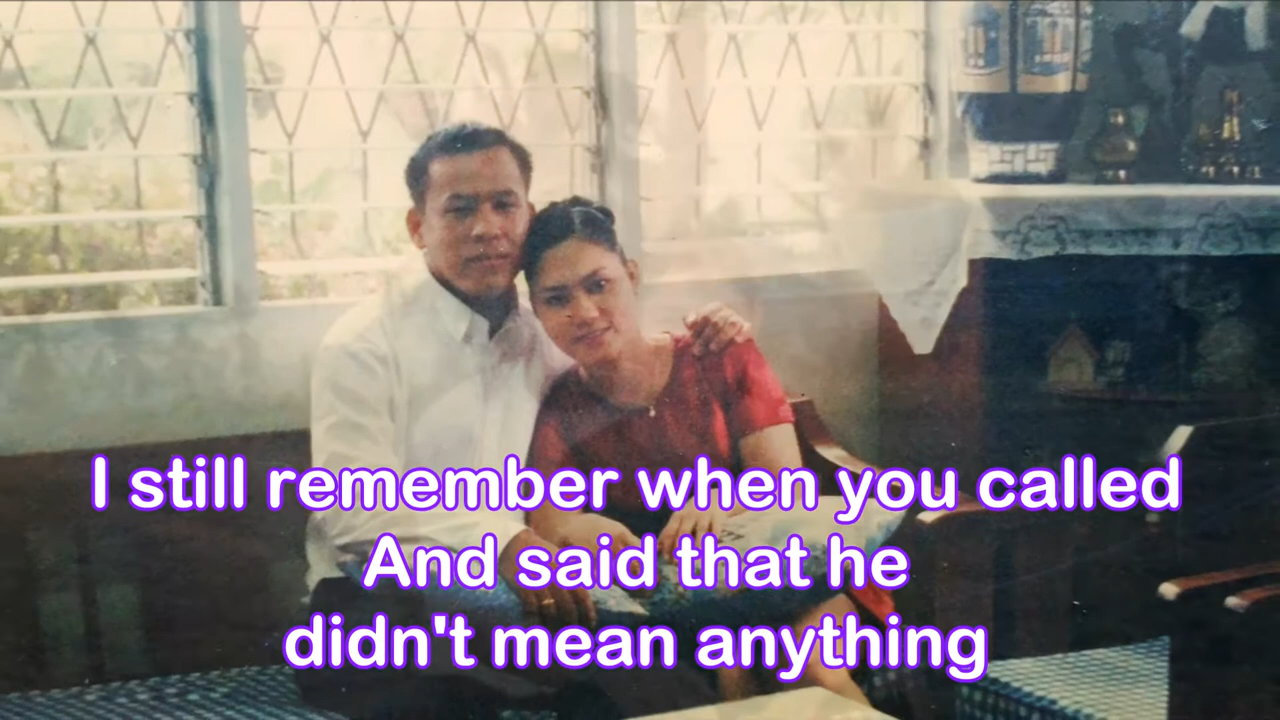 I still remember when you called
And said that he
didn't mean anything